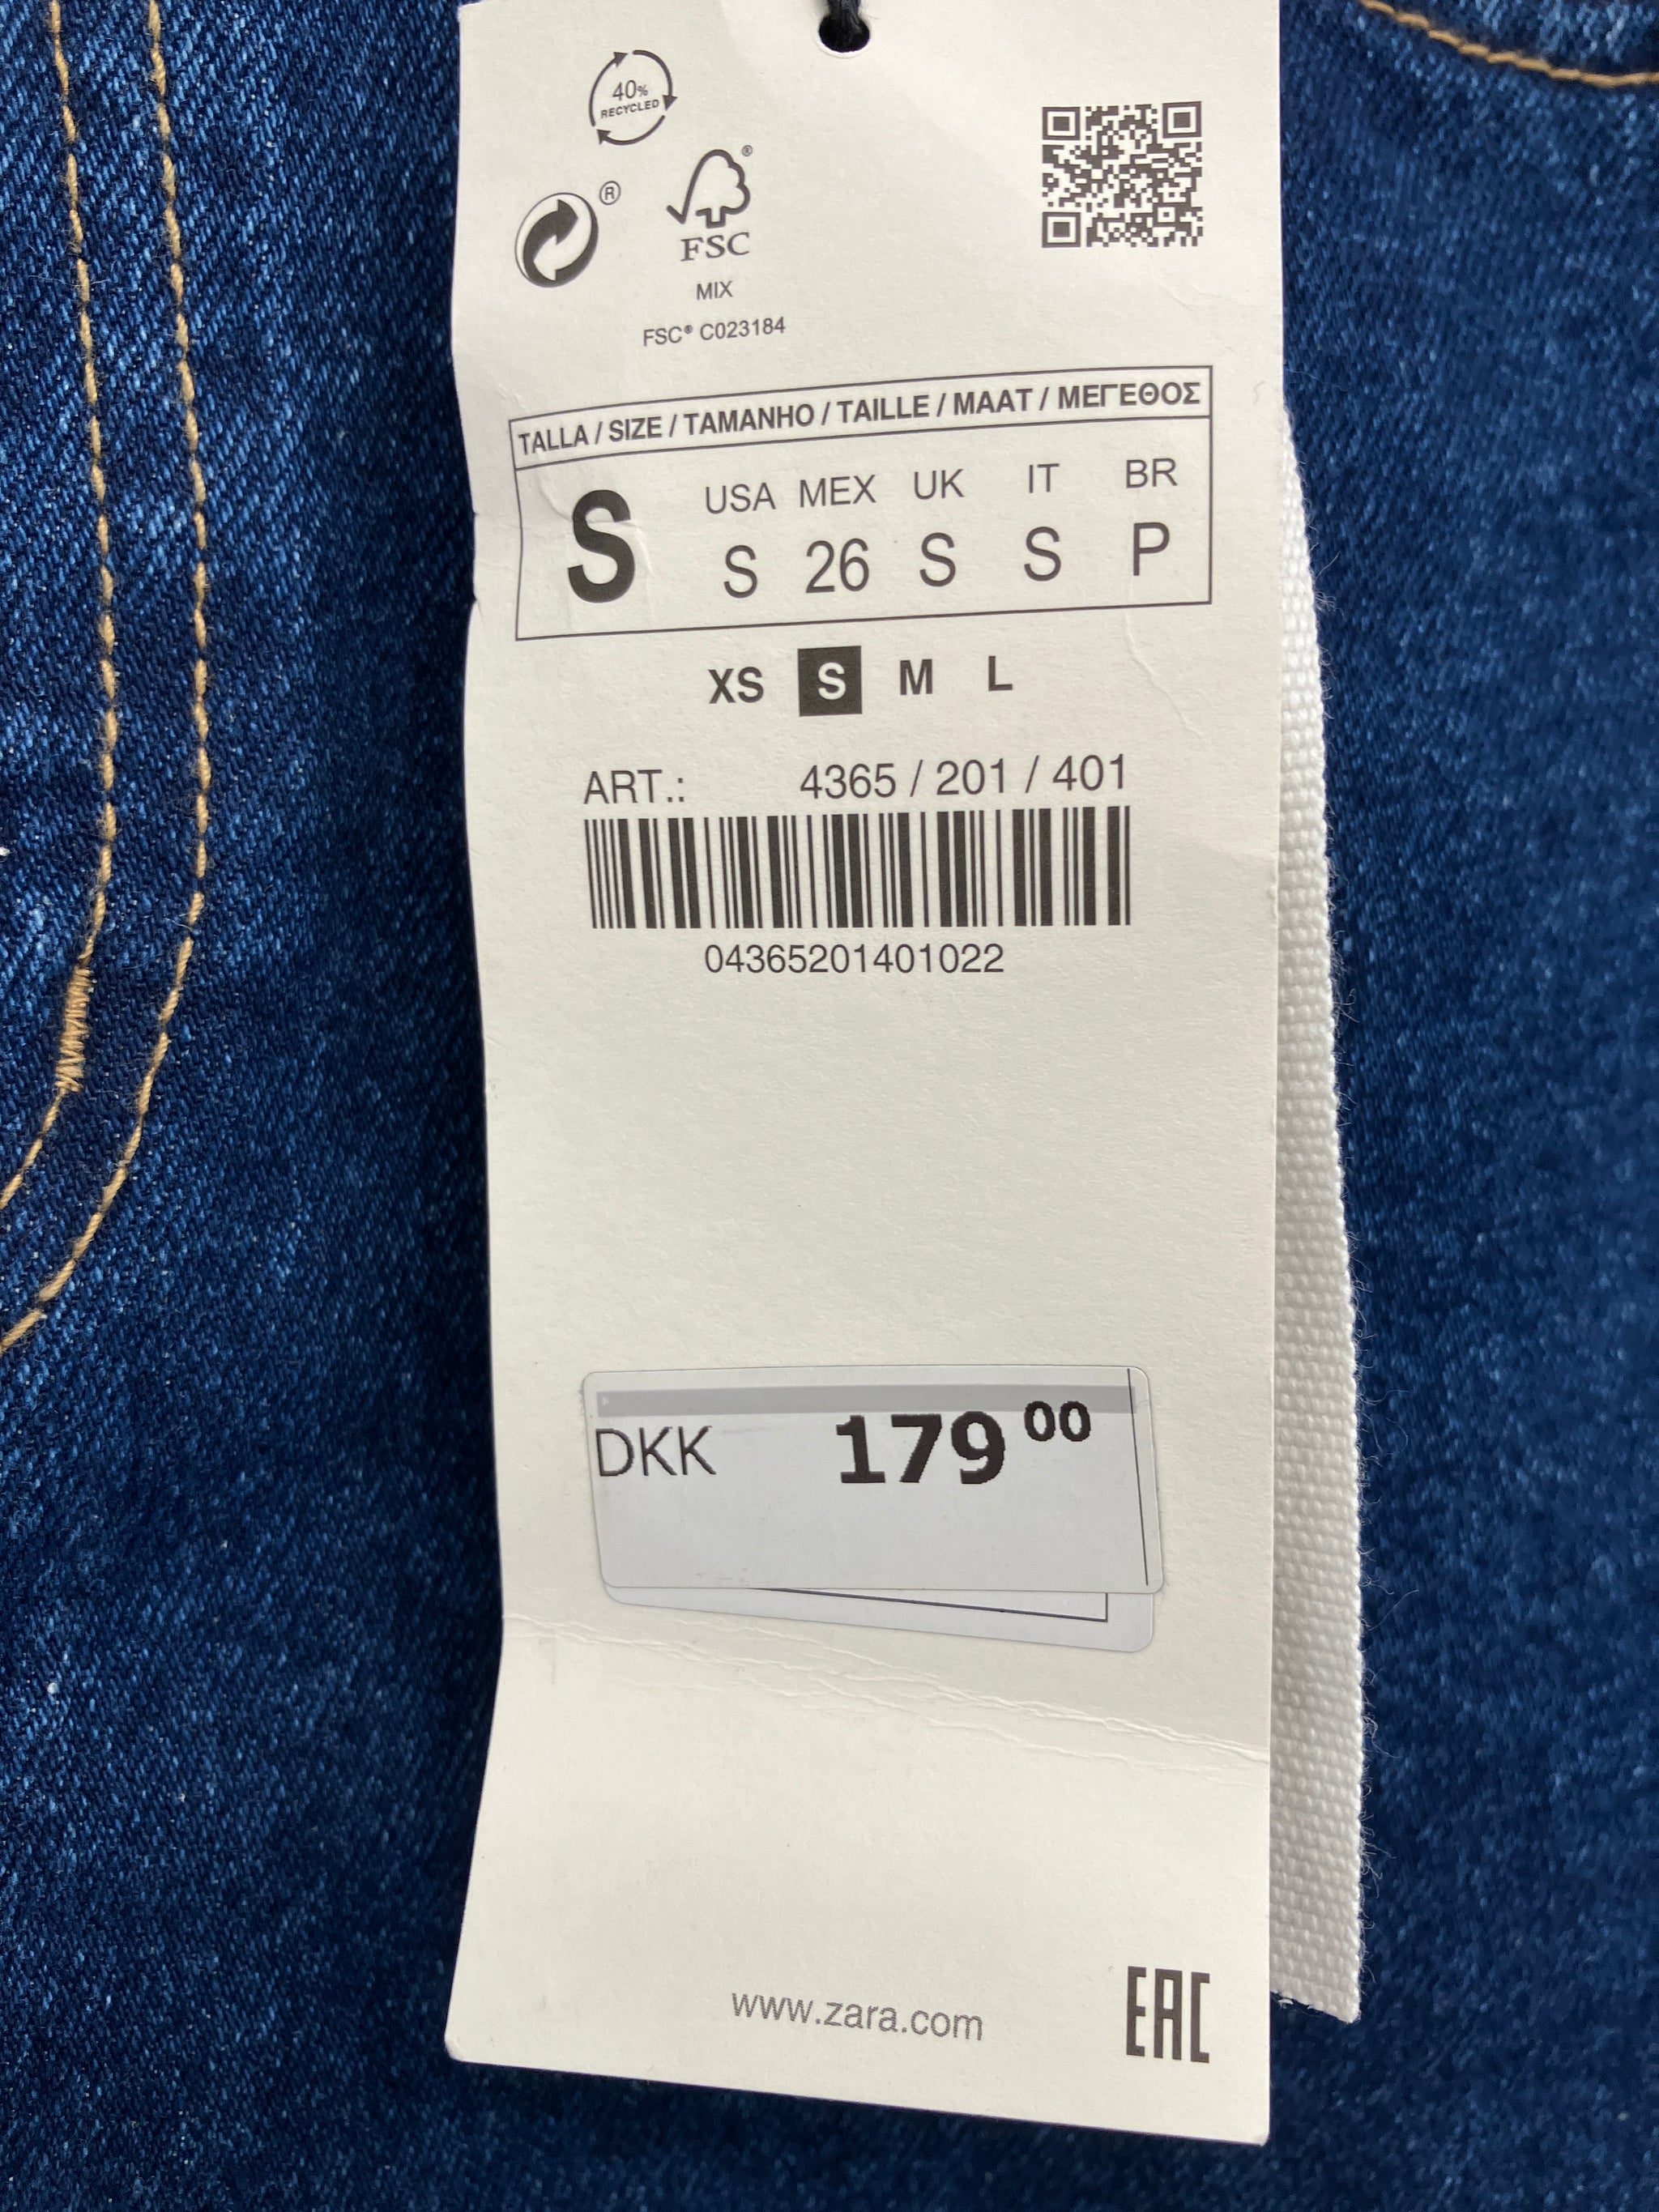 40%
RECYCLED
®
®
FSC
MIX
FSC® C023184
TALLA / SIZE / TAMANHO / TAILLE / MAAT / ΜΕΓΕΘΟΣ
USA MEX UK IT BR
S S 26 S S P
XS S M L
ART.: 4365 / 201 / 401
04365201401022
DKK 179 00
www.zara.com
EAC